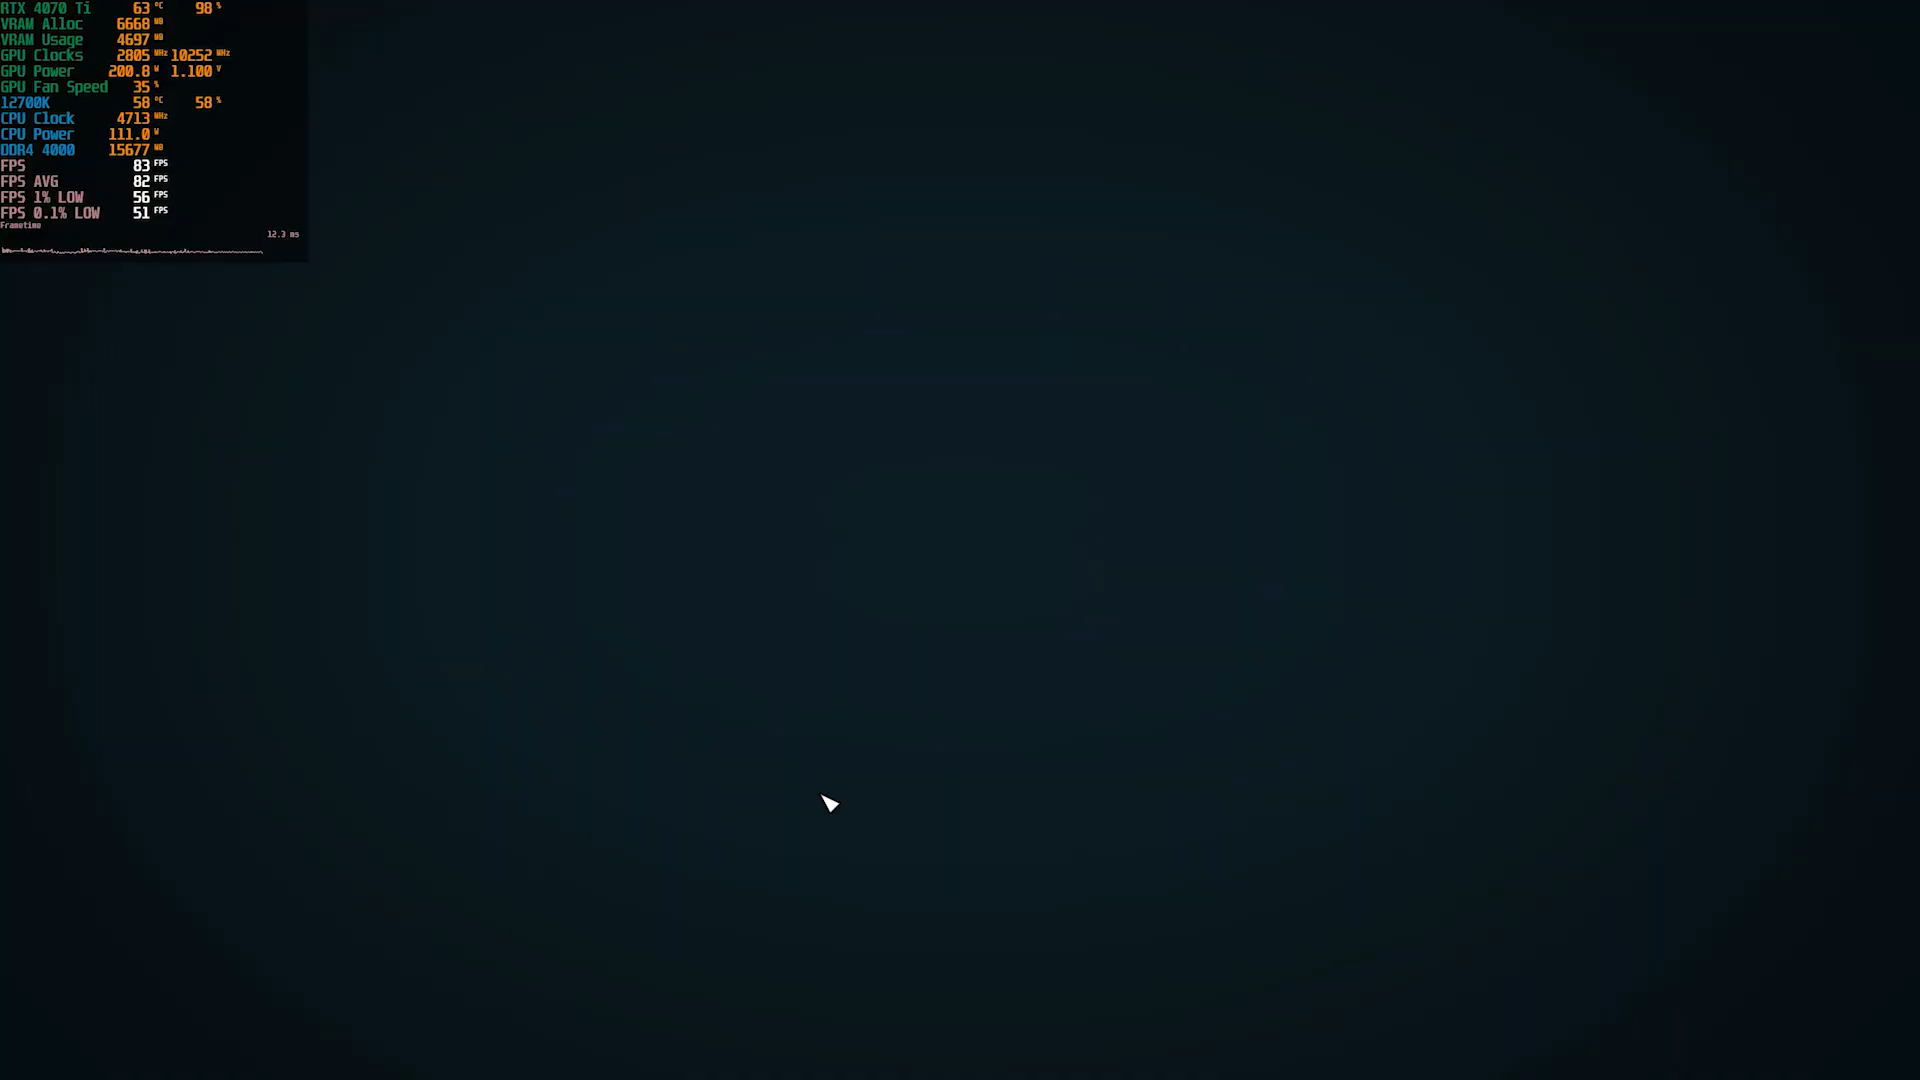 RTX 4070 Ti 63 °C 98 %
VRAM Alloc 6668 MB
VRAM Usage 4697 MB
GPU Clocks 2805 MHz 10252 MHz
GPU Power 200.8 W 1.100 V
GPU Fan Speed 35 %
12700K 58 °C 58 %
CPU Clock 4713 MHz
CPU Power 111.0 W
DDR4 4000 15677 MB
FPS 83 FPS
FPS AVG 82 FPS
FPS 1% LOW 56 FPS
FPS 0.1% LOW 51 FPS
Frametime
12.3 ms